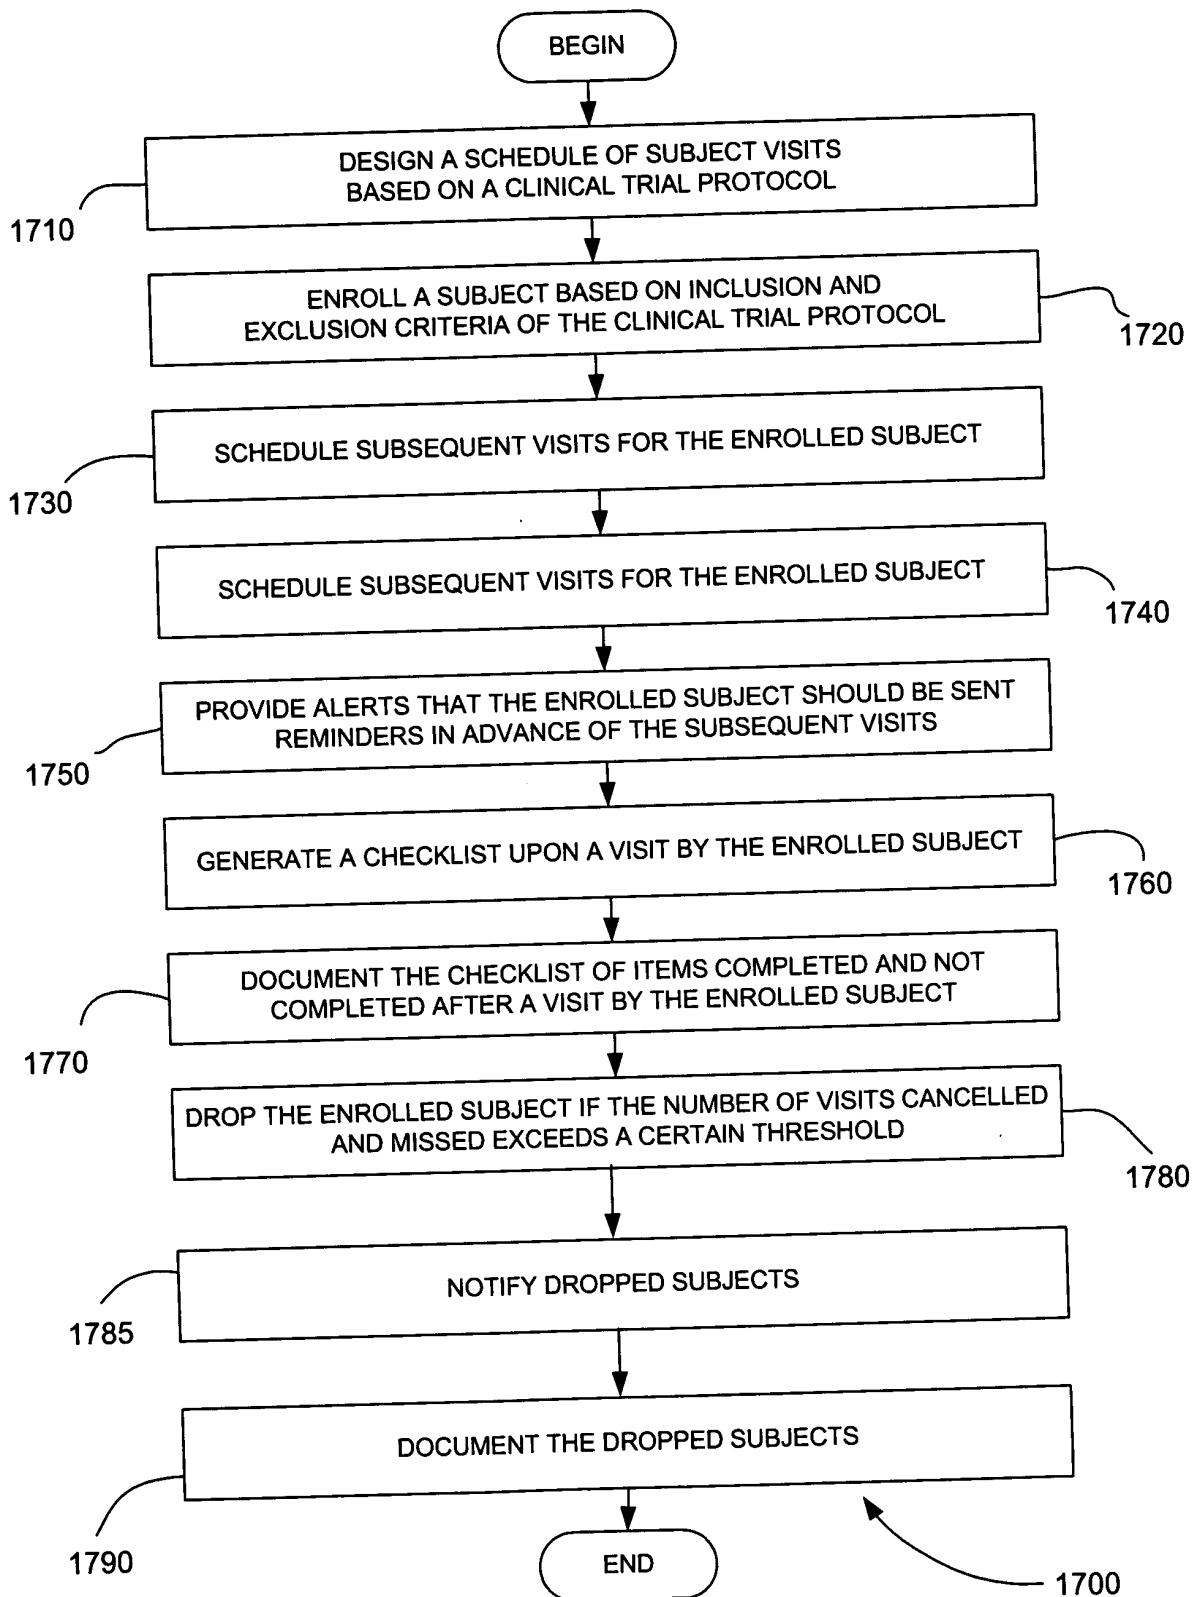 BEGIN
DESIGN A SCHEDULE OF SUBJECT VISITS
BASED ON A CLINICAL TRIAL PROTOCOL
1710
ENROLL A SUBJECT BASED ON INCLUSION AND
EXCLUSION CRITERIA OF THE CLINICAL TRIAL PROTOCOL
1720
SCHEDULE SUBSEQUENT VISITS FOR THE ENROLLED SUBJECT
1730
SCHEDULE SUBSEQUENT VISITS FOR THE ENROLLED SUBJECT
1740
PROVIDE ALERTS THAT THE ENROLLED SUBJECT SHOULD BE SENT
REMINDERS IN ADVANCE OF THE SUBSEQUENT VISITS
1750
GENERATE A CHECKLIST UPON A VISIT BY THE ENROLLED SUBJECT
1760
DOCUMENT THE CHECKLIST OF ITEMS COMPLETED AND NOT
COMPLETED AFTER A VISIT BY THE ENROLLED SUBJECT
1770
DROP THE ENROLLED SUBJECT IF THE NUMBER OF VISITS CANCELLED
AND MISSED EXCEEDS A CERTAIN THRESHOLD
1780
NOTIFY DROPPED SUBJECTS
1785
DOCUMENT THE DROPPED SUBJECTS
1790
END
1700